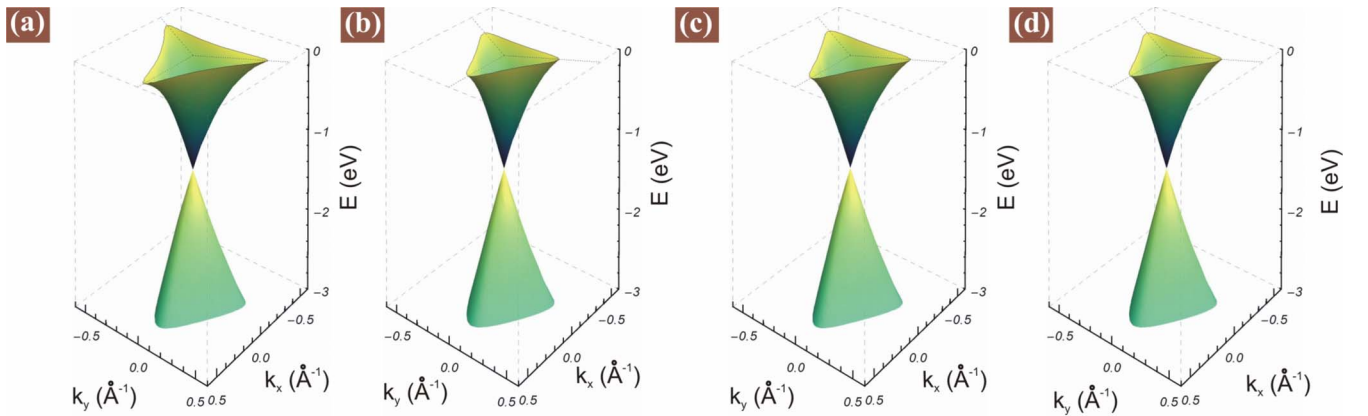 (a) (b) (c) (d)
0 0 0 0
−1 −1 −1 −1
E (eV) E (eV) E (eV) E (eV)
−2 −2 −2 −2
−3 −3 −3 −3
−0.5 −0.5 −0.5 −0.5 −0.5 −0.5 −0.5 −0.5
0.0 0.0 0.0 0.0 0.0 0.0 0.0 0.0
k_y (Å⁻¹) k_x (Å⁻¹) k_y (Å⁻¹) k_x (Å⁻¹) k_y (Å⁻¹) k_x (Å⁻¹) k_y (Å⁻¹) k_x (Å⁻¹)
0.5 0.5 0.5 0.5 0.5 0.5 0.5 0.5